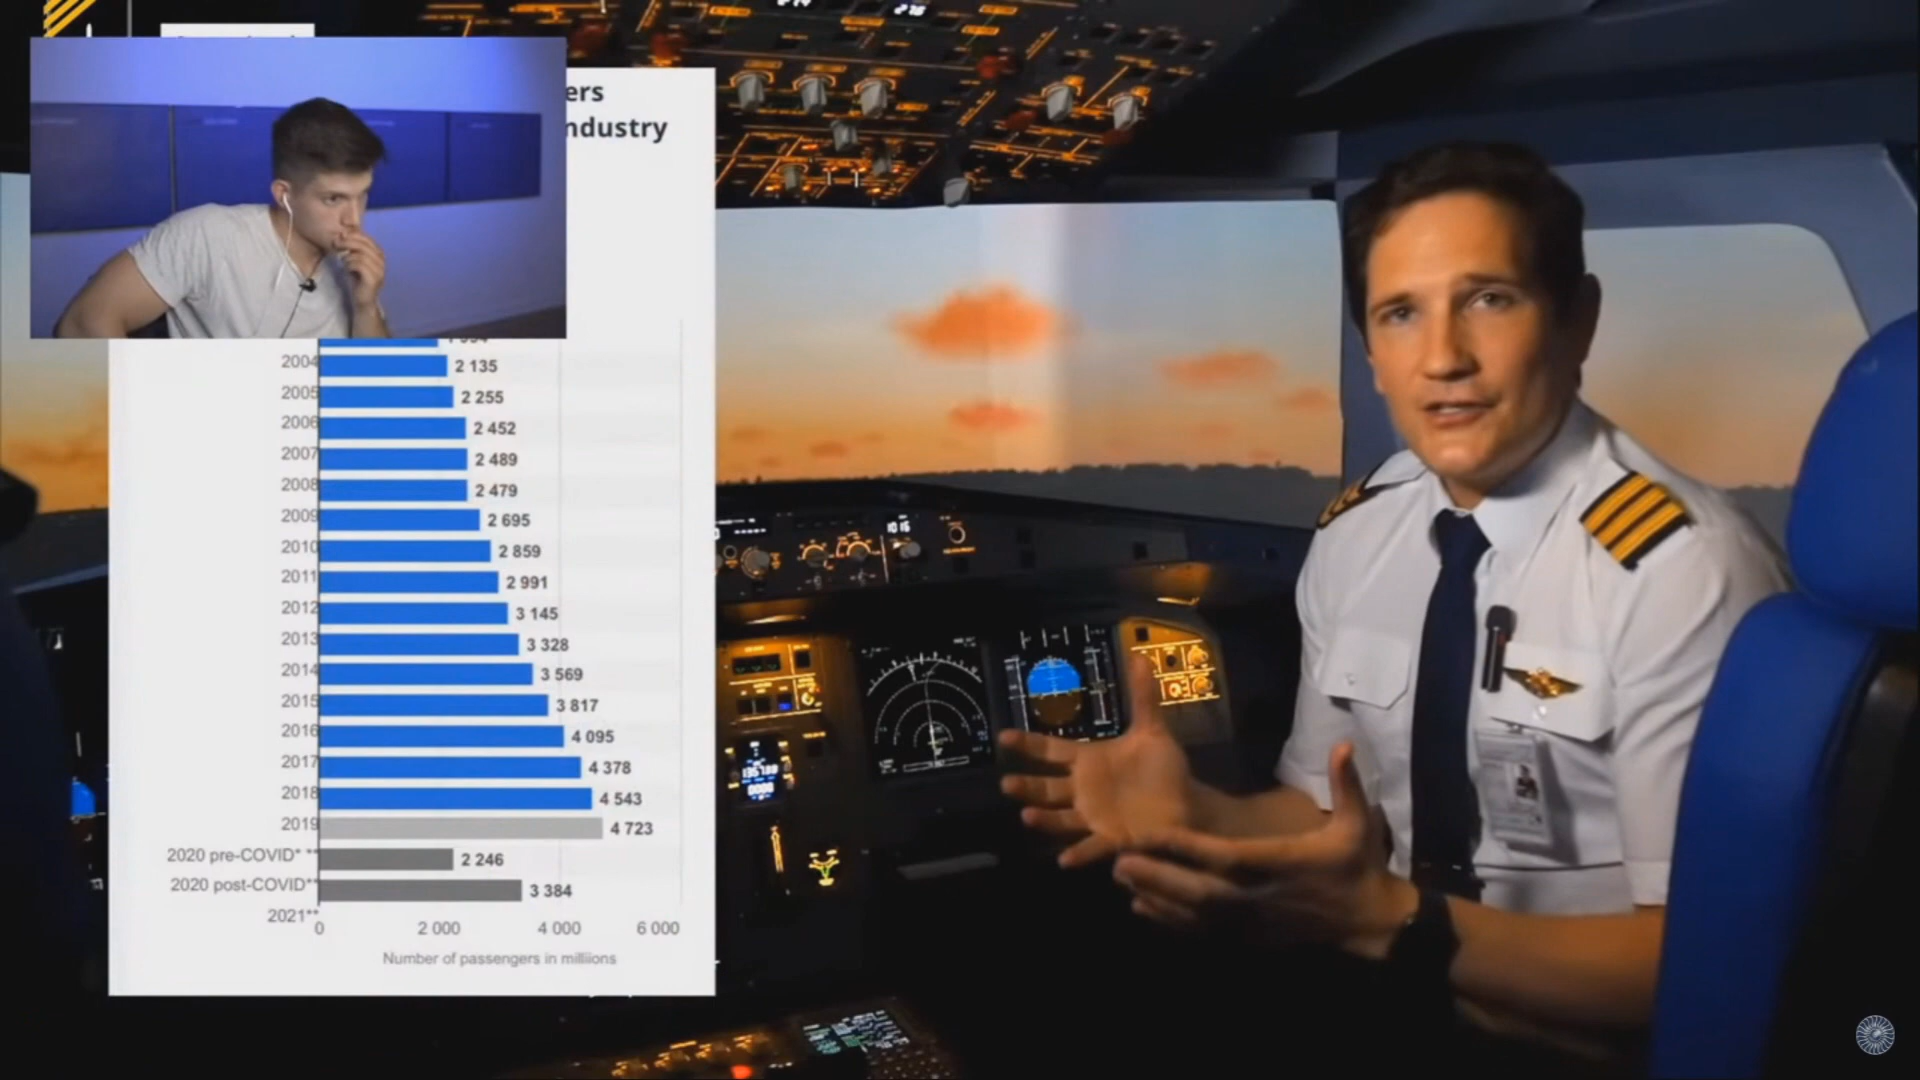 ers
ndustry
2004 2 135
2005 2 255
2006 2 452
2007 2 489
2008 2 479
2009 2 695
2010 2 859
2011 2 991
2012 3 145
2013 3 328
2014 3 569
2015 3 817
2016 4 095
2017 4 378
2018 4 543
2019 4 723
2020 pre-COVID* ** 2 246
2020 post-COVID** 3 384
2021**
0 2 000 4 000 6 000
Number of passengers in milliions
1016